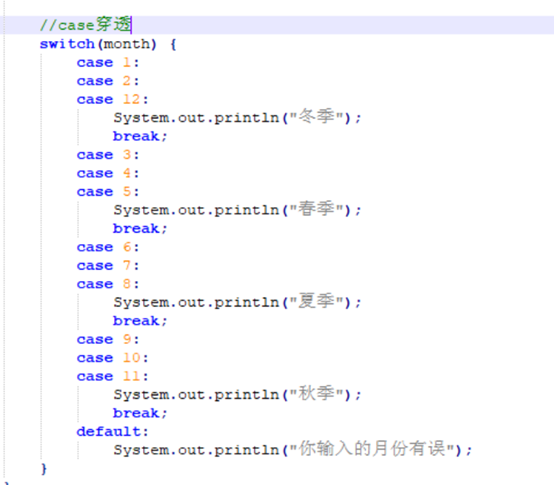 //case穿透
switch(month) {
case 1:
case 2:
case 12:
System.out.println("冬季");
break;
case 3:
case 4:
case 5:
System.out.println("春季");
break;
case 6:
case 7:
case 8:
System.out.println("夏季");
break;
case 9:
case 10:
case 11:
System.out.println("秋季");
break;
default:
System.out.println("你输入的月份有误");
}
}